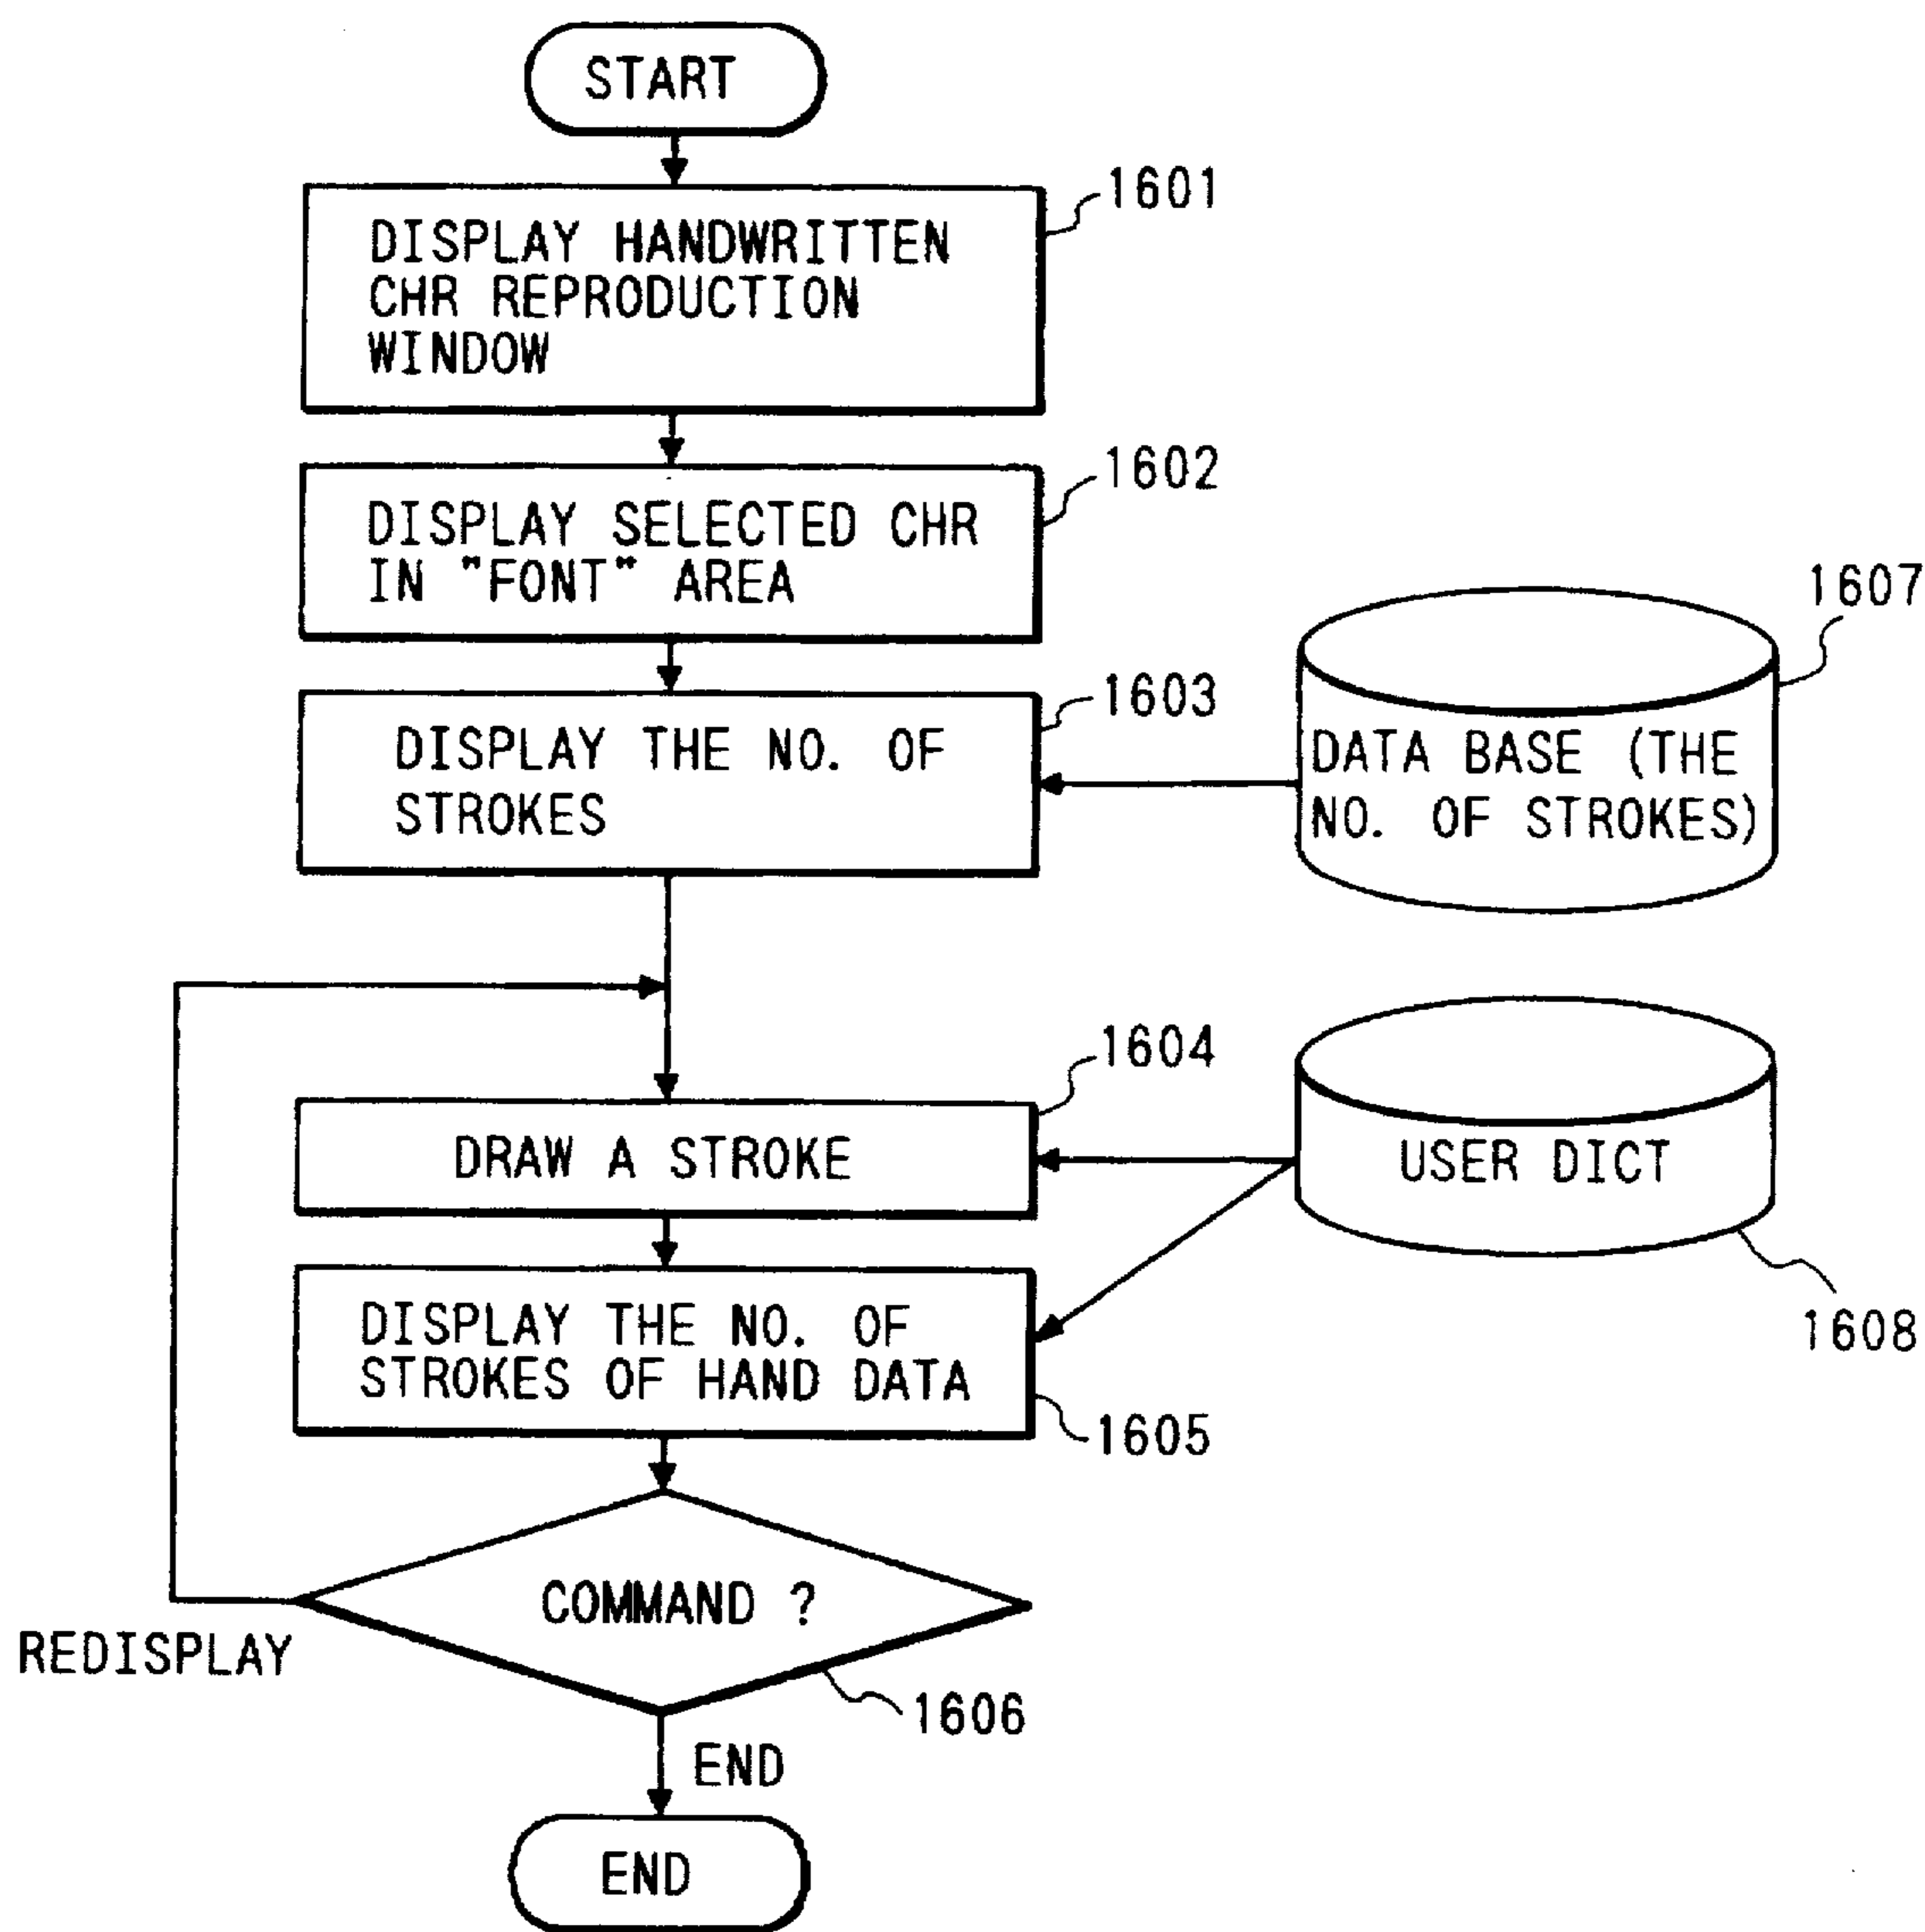 START
1601
DISPLAY HANDWRITTEN
CHR REPRODUCTION
WINDOW
1602
DISPLAY SELECTED CHR
IN "FONT" AREA
1607
1603
DISPLAY THE NO. OF
STROKES
DATA BASE (THE
NO. OF STROKES)
1604
DRAW A STROKE
USER DICT
1608
DISPLAY THE NO. OF
STROKES OF HAND DATA
1605
COMMAND ?
REDISPLAY
1606
END
END